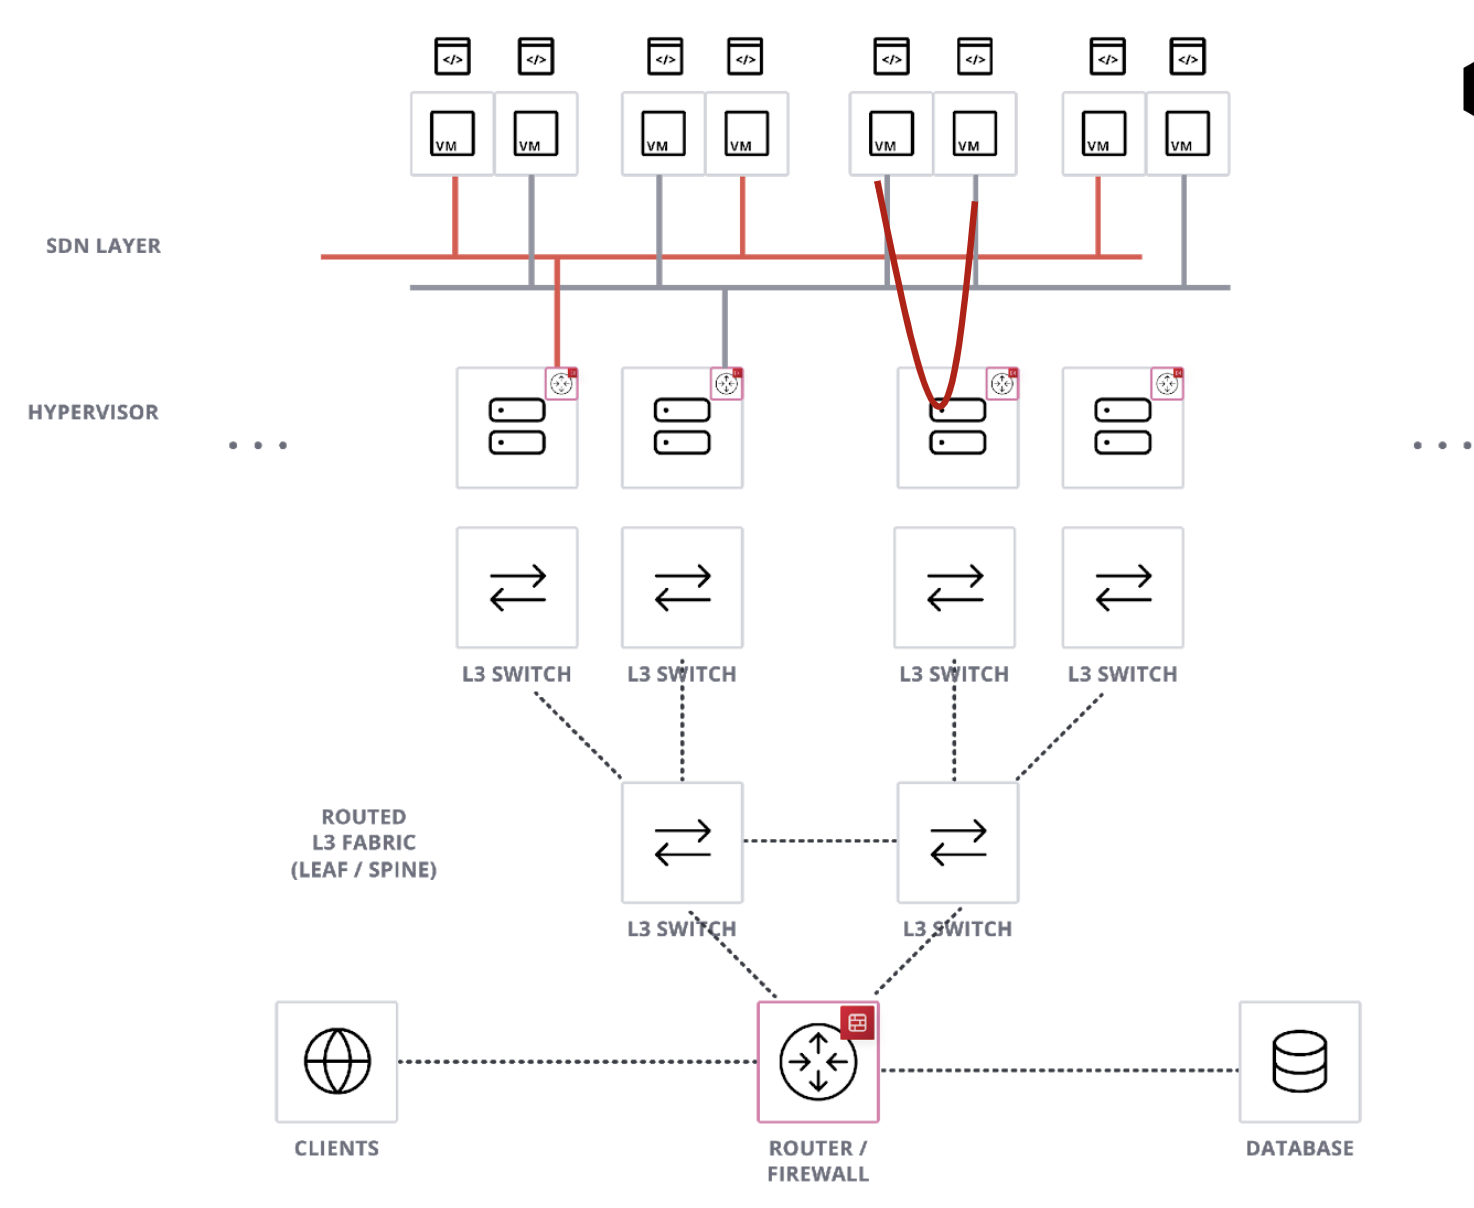 </> </> </> </> </> </> </> </>
VM VM VM VM VM VM VM VM
SDN LAYER
HYPERVISOR
L3 SWITCH L3 SWITCH L3 SWITCH L3 SWITCH
ROUTED
L3 FABRIC
(LEAF / SPINE)
L3 SWITCH L3 SWITCH
CLIENTS
ROUTER /
FIREWALL
DATABASE